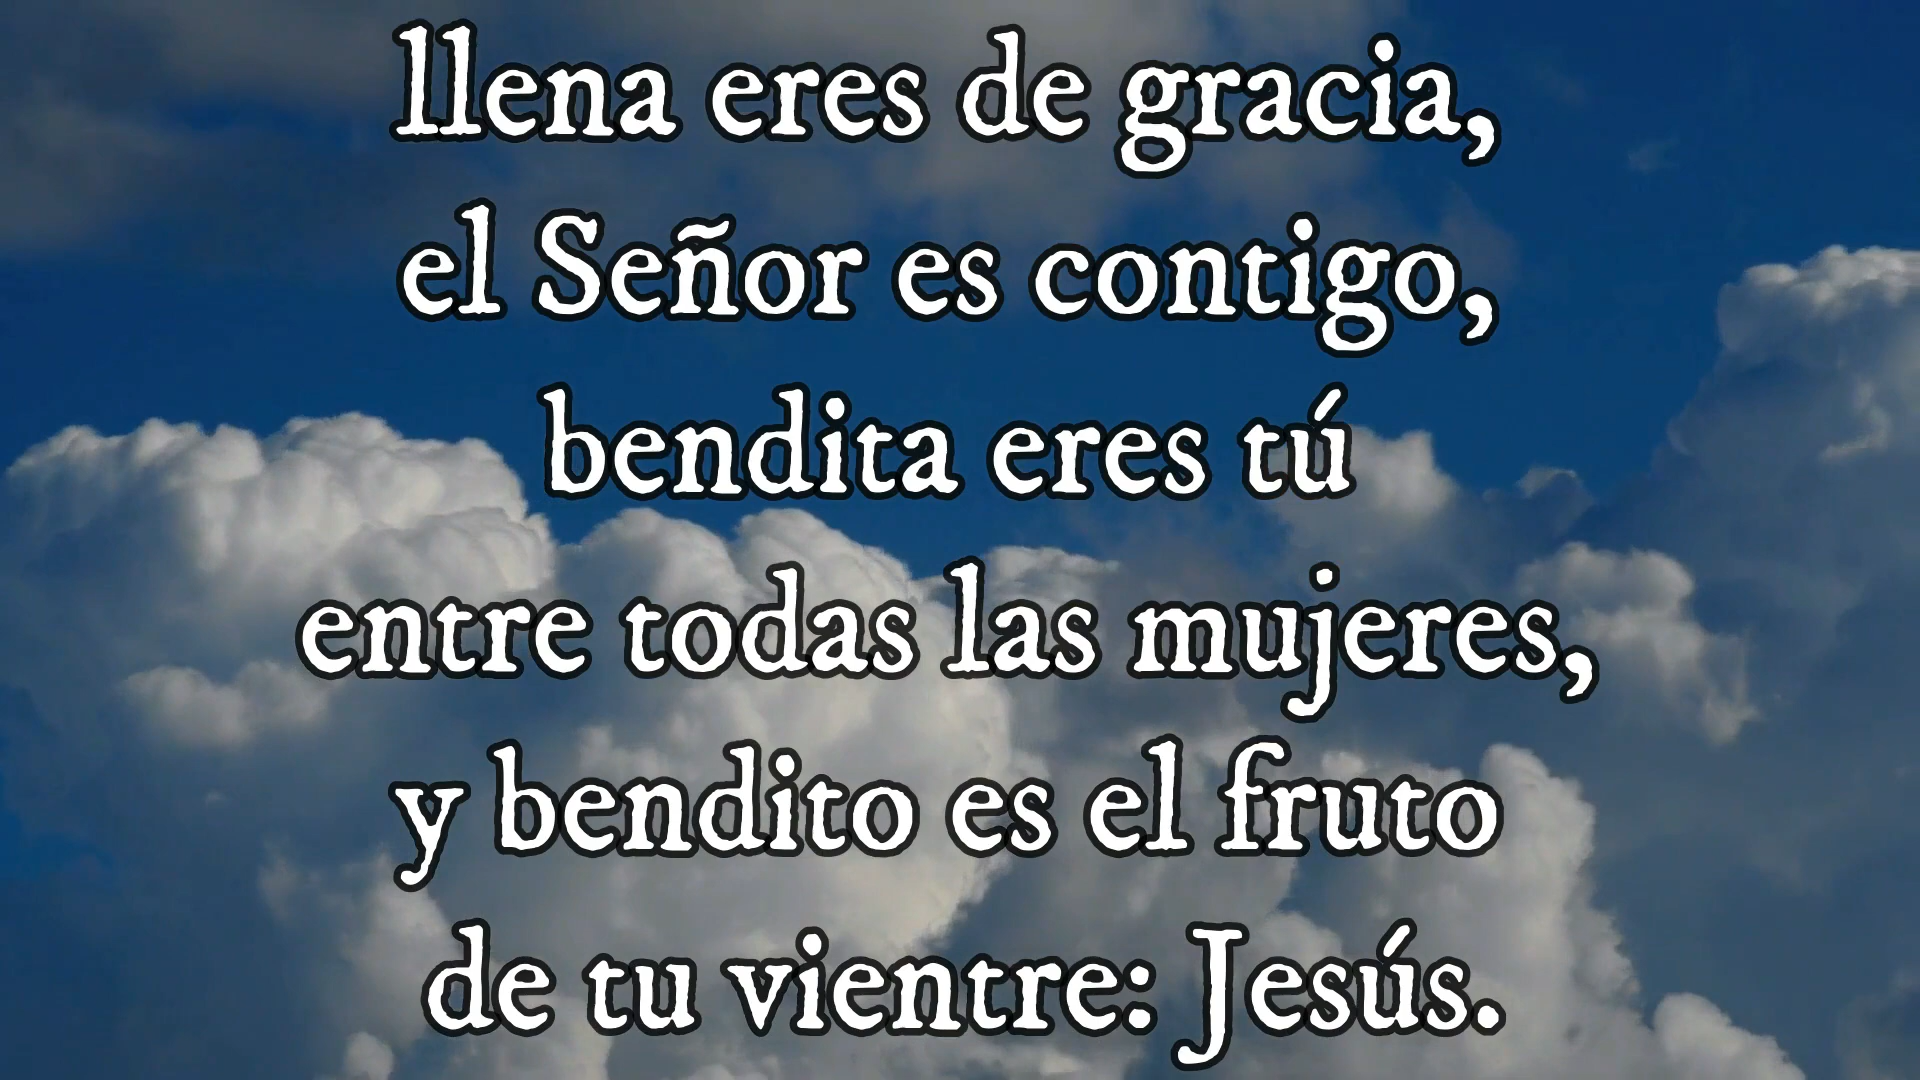 llena eres de gracia,
el Señor es contigo,
bendita eres tú
entre todas las mujeres,
y bendito es el fruto
de tu vientre: Jesús.